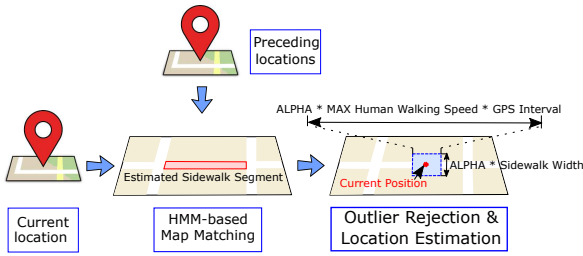 Preceding
locations
ALPHA * MAX Human Walking Speed * GPS Interval
Estimated Sidewalk Segment
ALPHA * Sidewalk Width
Current Position
Current
location
HMM-based
Map Matching
Outlier Rejection &
Location Estimation